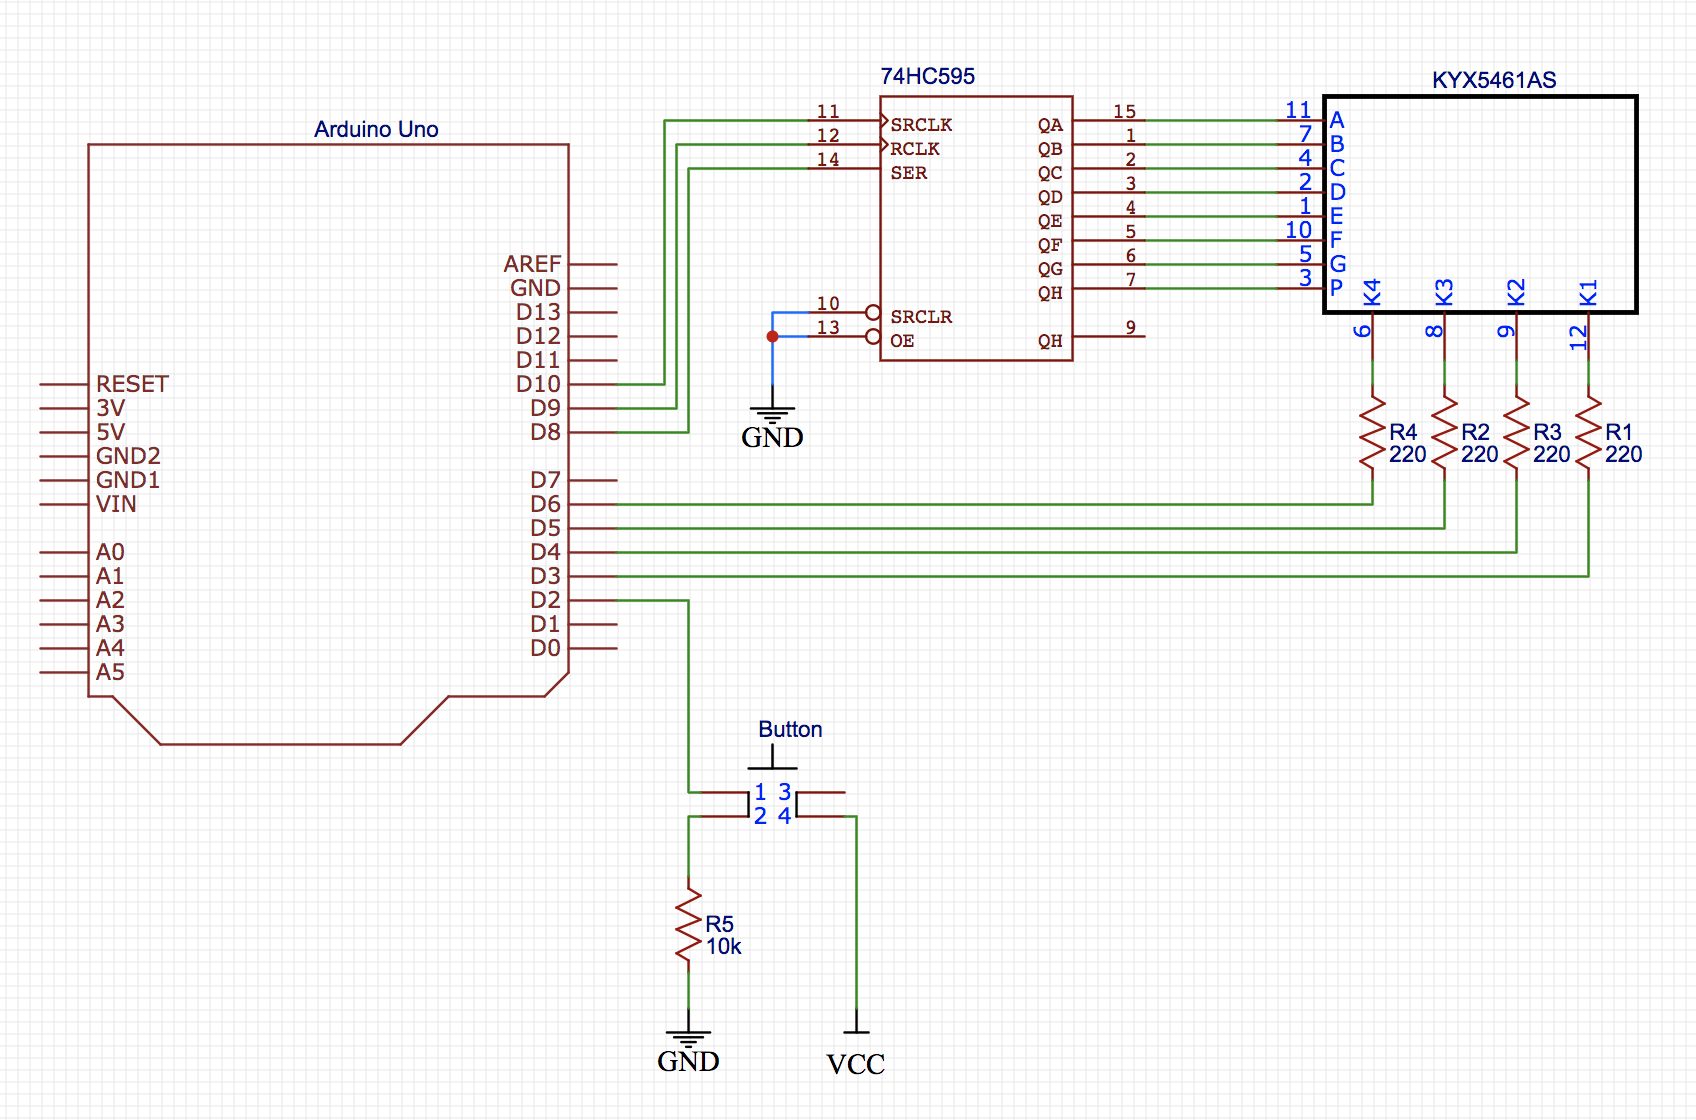 Arduino Uno
AREF
GND
D13
D12
D11
D10
D9
D8
D7
D6
D5
D4
D3
D2
D1
D0
RESET
3V
5V
GND2
GND1
VIN
A0
A1
A2
A3
A4
A5
74HC595
11 SRCLK
12 RCLK
14 SER
10 SRCLR
13 OE
QA 15
QB 1
QC 2
QD 3
QE 4
QF 5
QG 6
QH 7
QH 9
GND
KYX5461AS
11 A
7 B
4 C
2 D
1 E
10 F
5 G
3 P
K4 K3 K2 K1
6 8 9 12
R4 R2 R3 R1
220 220 220 220
Button
1 3
2 4
R5
10k
GND
VCC